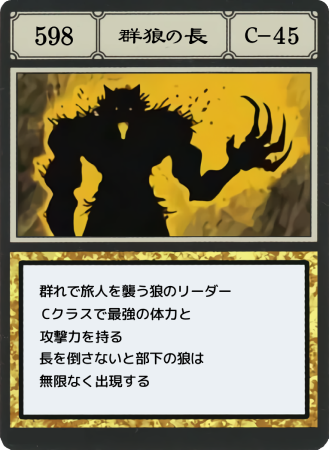 598
群狼の長
C-45
群れで旅人を襲う狼のリーダー
Cクラスで最強の体力と
攻撃力を持る
長を倒さないと部下の狼は
無限なく出現する